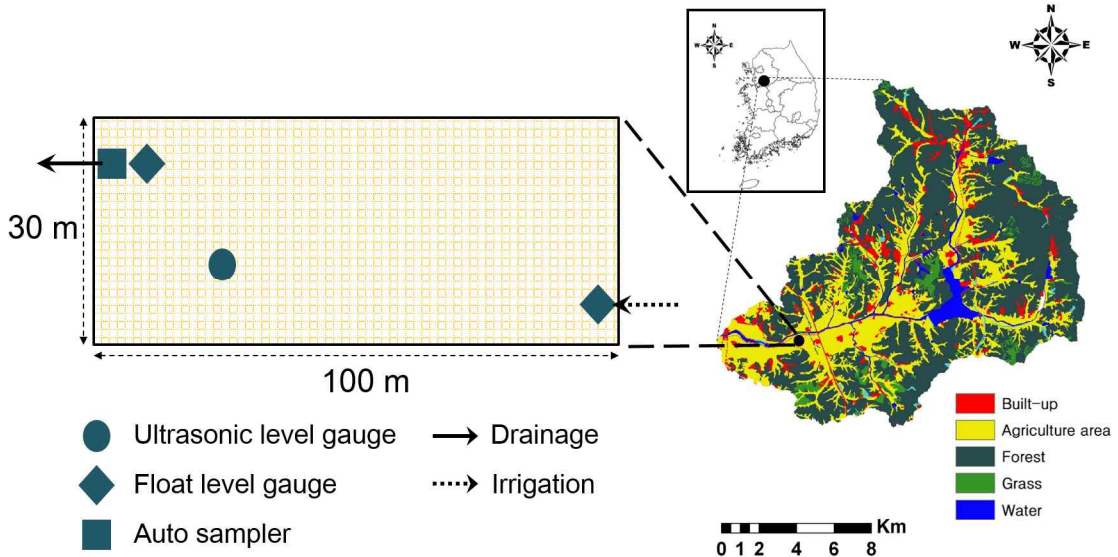 N
W E
S
N
W E
S
30 m
100 m
Ultrasonic level gauge
Drainage
Float level gauge
Irrigation
Auto sampler
Built-up
Agriculture area
Forest
Grass
Water
Km
0 1 2 4 6 8